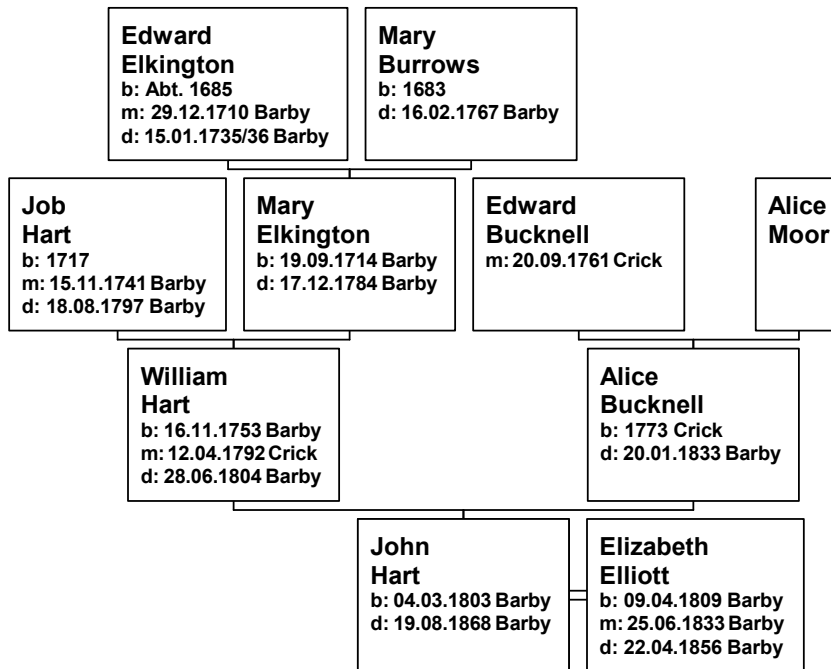 Edward
Elkington
b: Abt. 1685
m: 29.12.1710 Barby
d: 15.01.1735/36 Barby
Mary
Burrows
b: 1683
d: 16.02.1767 Barby
Job
Hart
b: 1717
m: 15.11.1741 Barby
d: 18.08.1797 Barby
Mary
Elkington
b: 19.09.1714 Barby
d: 17.12.1784 Barby
Edward
Bucknell
m: 20.09.1761 Crick
Alice
Moor
William
Hart
b: 16.11.1753 Barby
m: 12.04.1792 Crick
d: 28.06.1804 Barby
Alice
Bucknell
b: 1773 Crick
d: 20.01.1833 Barby
John
Hart
b: 04.03.1803 Barby
d: 19.08.1868 Barby
Elizabeth
Elliott
b: 09.04.1809 Barby
m: 25.06.1833 Barby
d: 22.04.1856 Barby